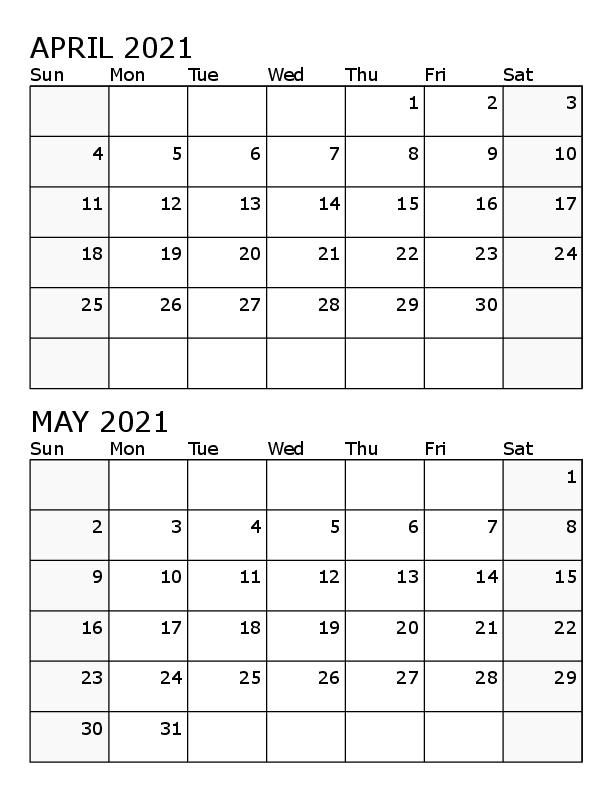 APRIL 2021
Sun Mon Tue Wed Thu Fri Sat
1 2 3
4 5 6 7 8 9 10
11 12 13 14 15 16 17
18 19 20 21 22 23 24
25 26 27 28 29 30
MAY 2021
Sun Mon Tue Wed Thu Fri Sat
1
2 3 4 5 6 7 8
9 10 11 12 13 14 15
16 17 18 19 20 21 22
23 24 25 26 27 28 29
30 31